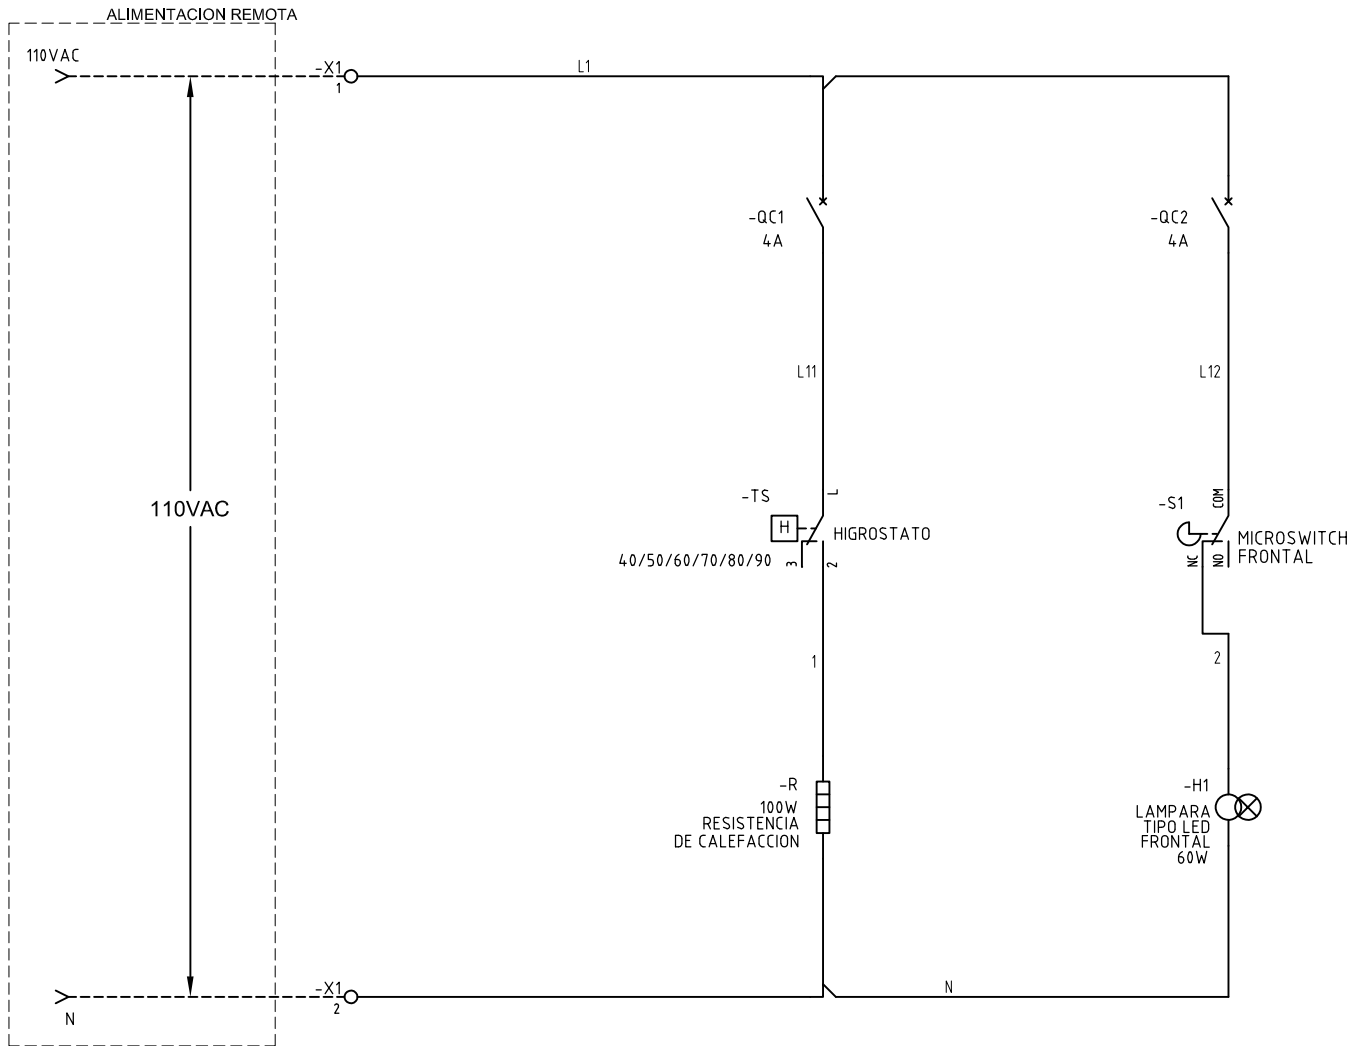 ALIMENTACION REMOTA
110VAC
-X1
1
L1
-QC1
4A
-QC2
4A
L11
L12
110VAC
-TS
L
H
HIGROSTATO
40/50/60/70/80/90
3
2
-S1
COM
MICROSWITCH
FRONTAL
NC
NO
1
2
-R
100W
RESISTENCIA
DE CALEFACCION
-H1
LAMPARA
TIPO LED
FRONTAL
60W
-X1
2
N
N